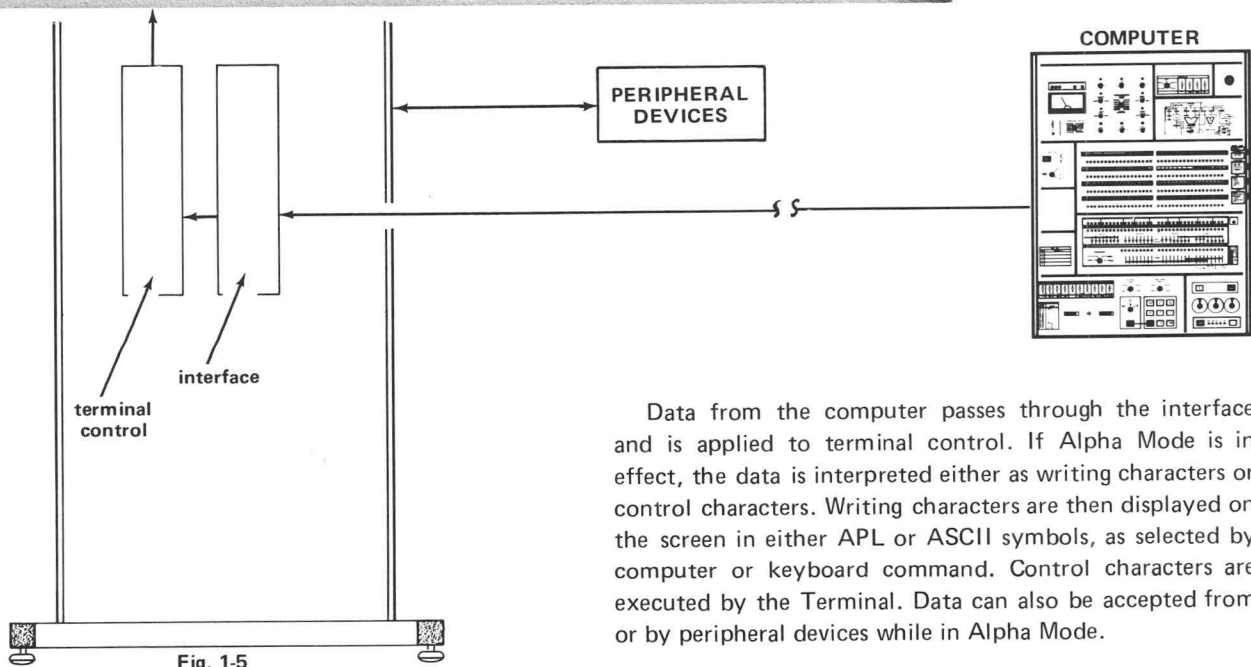 COMPUTER
PERIPHERAL
DEVICES
interface
terminal
control
Data from the computer passes through the interface
and is applied to terminal control. If Alpha Mode is in
effect, the data is interpreted either as writing characters or
control characters. Writing characters are then displayed on
the screen in either APL or ASCII symbols, as selected by
computer or keyboard command. Control characters are
executed by the Terminal. Data can also be accepted from
or by peripheral devices while in Alpha Mode.
Fig. 1-5